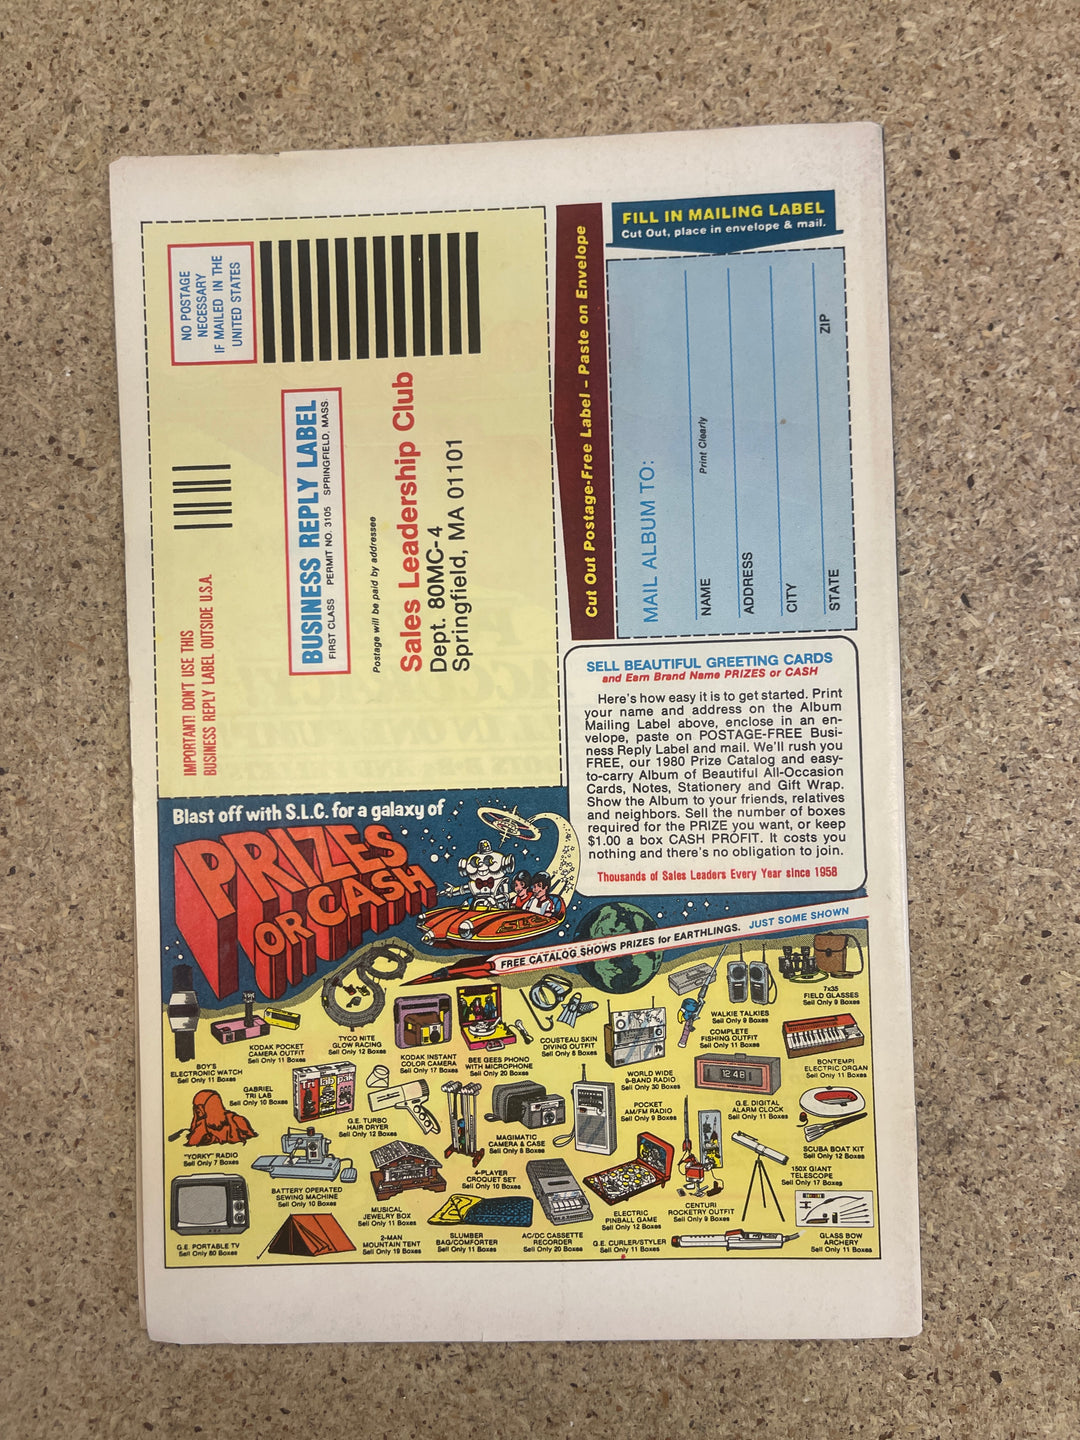 NO POSTAGE
NECESSARY
IF MAILED IN THE
UNITED STATES
IMPORTANT! DON'T USE THIS
BUSINESS REPLY LABEL OUTSIDE U.S.A.
BUSINESS REPLY LABEL
FIRST CLASS PERMIT NO. 3105 SPRINGFIELD, MASS.
Postage will be paid by addressee
Sales Leadership Club
Dept. 80MC-4
Springfield, MA 01101
Cut Out Postage-Free Label – Paste on Envelope
FILL IN MAILING LABEL
Cut Out, place in envelope & mail.
MAIL ALBUM TO:
NAME
Print Clearly
ADDRESS
CITY
STATE
ZIP
SELL BEAUTIFUL GREETING CARDS
and Earn Brand Name PRIZES or CASH
Here's how easy it is to get started. Print
your name and address on the Album
Mailing Label above, enclose in an en-
velope, paste on POSTAGE-FREE Busi-
ness Reply Label and mail. We'll rush you
FREE, our 1980 Prize Catalog and easy-
to-carry Album of Beautiful All-Occasion
Cards, Notes, Stationery and Gift Wrap.
Show the Album to your friends, relatives
and neighbors. Sell the number of boxes
required for the PRIZE you want, or keep
$1.00 a box CASH PROFIT. It costs you
nothing and there's no obligation to join.
Thousands of Sales Leaders Every Year since 1958
Blast off with S.L.C. for a galaxy of
PRIZES
OR CASH
SLC
FREE CATALOG SHOWS PRIZES for EARTHLINGS. JUST SOME SHOWN
BOY'S
ELECTRONIC WATCH
Sell Only 11 Boxes
KODAK POCKET
CAMERA OUTFIT
Sell Only 11 Boxes
TYCO NITE
GLOW RACING
Sell Only 12 Boxes
KODAK INSTANT
COLOR CAMERA
Sell Only 17 Boxes
BEE GEES PHONO
WITH MICROPHONE
Sell Only 20 Boxes
COUSTEAU SKIN
DIVING OUTFIT
Sell Only 8 Boxes
WORLD WIDE
9-BAND RADIO
Sell Only 30 Boxes
WALKIE TALKIES
Sell Only 9 Boxes
COMPLETE
FISHING OUTFIT
Sell Only 11 Boxes
7x35
FIELD GLASSES
Sell Only 9 Boxes
BONTEMPI
ELECTRIC ORGAN
Sell Only 11 Boxes
GABRIEL
TRI LAB
Sell Only 10 Boxes
Tri lab pak
G.E. TURBO
HAIR DRYER
Sell Only 12 Boxes
MAGIMATIC
CAMERA & CASE
Sell Only 8 Boxes
POCKET
AM/FM RADIO
Sell Only 9 Boxes
12:48
G.E. DIGITAL
ALARM CLOCK
Sell Only 11 Boxes
SCUBA BOAT KIT
Sell Only 12 Boxes
"YORKY" RADIO
Sell Only 7 Boxes
BATTERY OPERATED
SEWING MACHINE
Sell Only 10 Boxes
MUSICAL
JEWELRY BOX
Sell Only 11 Boxes
4-PLAYER
CROQUET SET
Sell Only 10 Boxes
ELECTRIC
PINBALL GAME
Sell Only 12 Boxes
CENTURI
ROCKETRY OUTFIT
Sell Only 9 Boxes
150X GIANT
TELESCOPE
Sell Only 17 Boxes
G.E. PORTABLE TV
Sell Only 60 Boxes
2-MAN
MOUNTAIN TENT
Sell Only 19 Boxes
SLUMBER
BAG/COMFORTER
Sell Only 11 Boxes
AC/DC CASSETTE
RECORDER
Sell Only 20 Boxes
G.E. CURLER/STYLER
Sell Only 11 Boxes
GLASS BOW
ARCHERY
Sell Only 11 Boxes